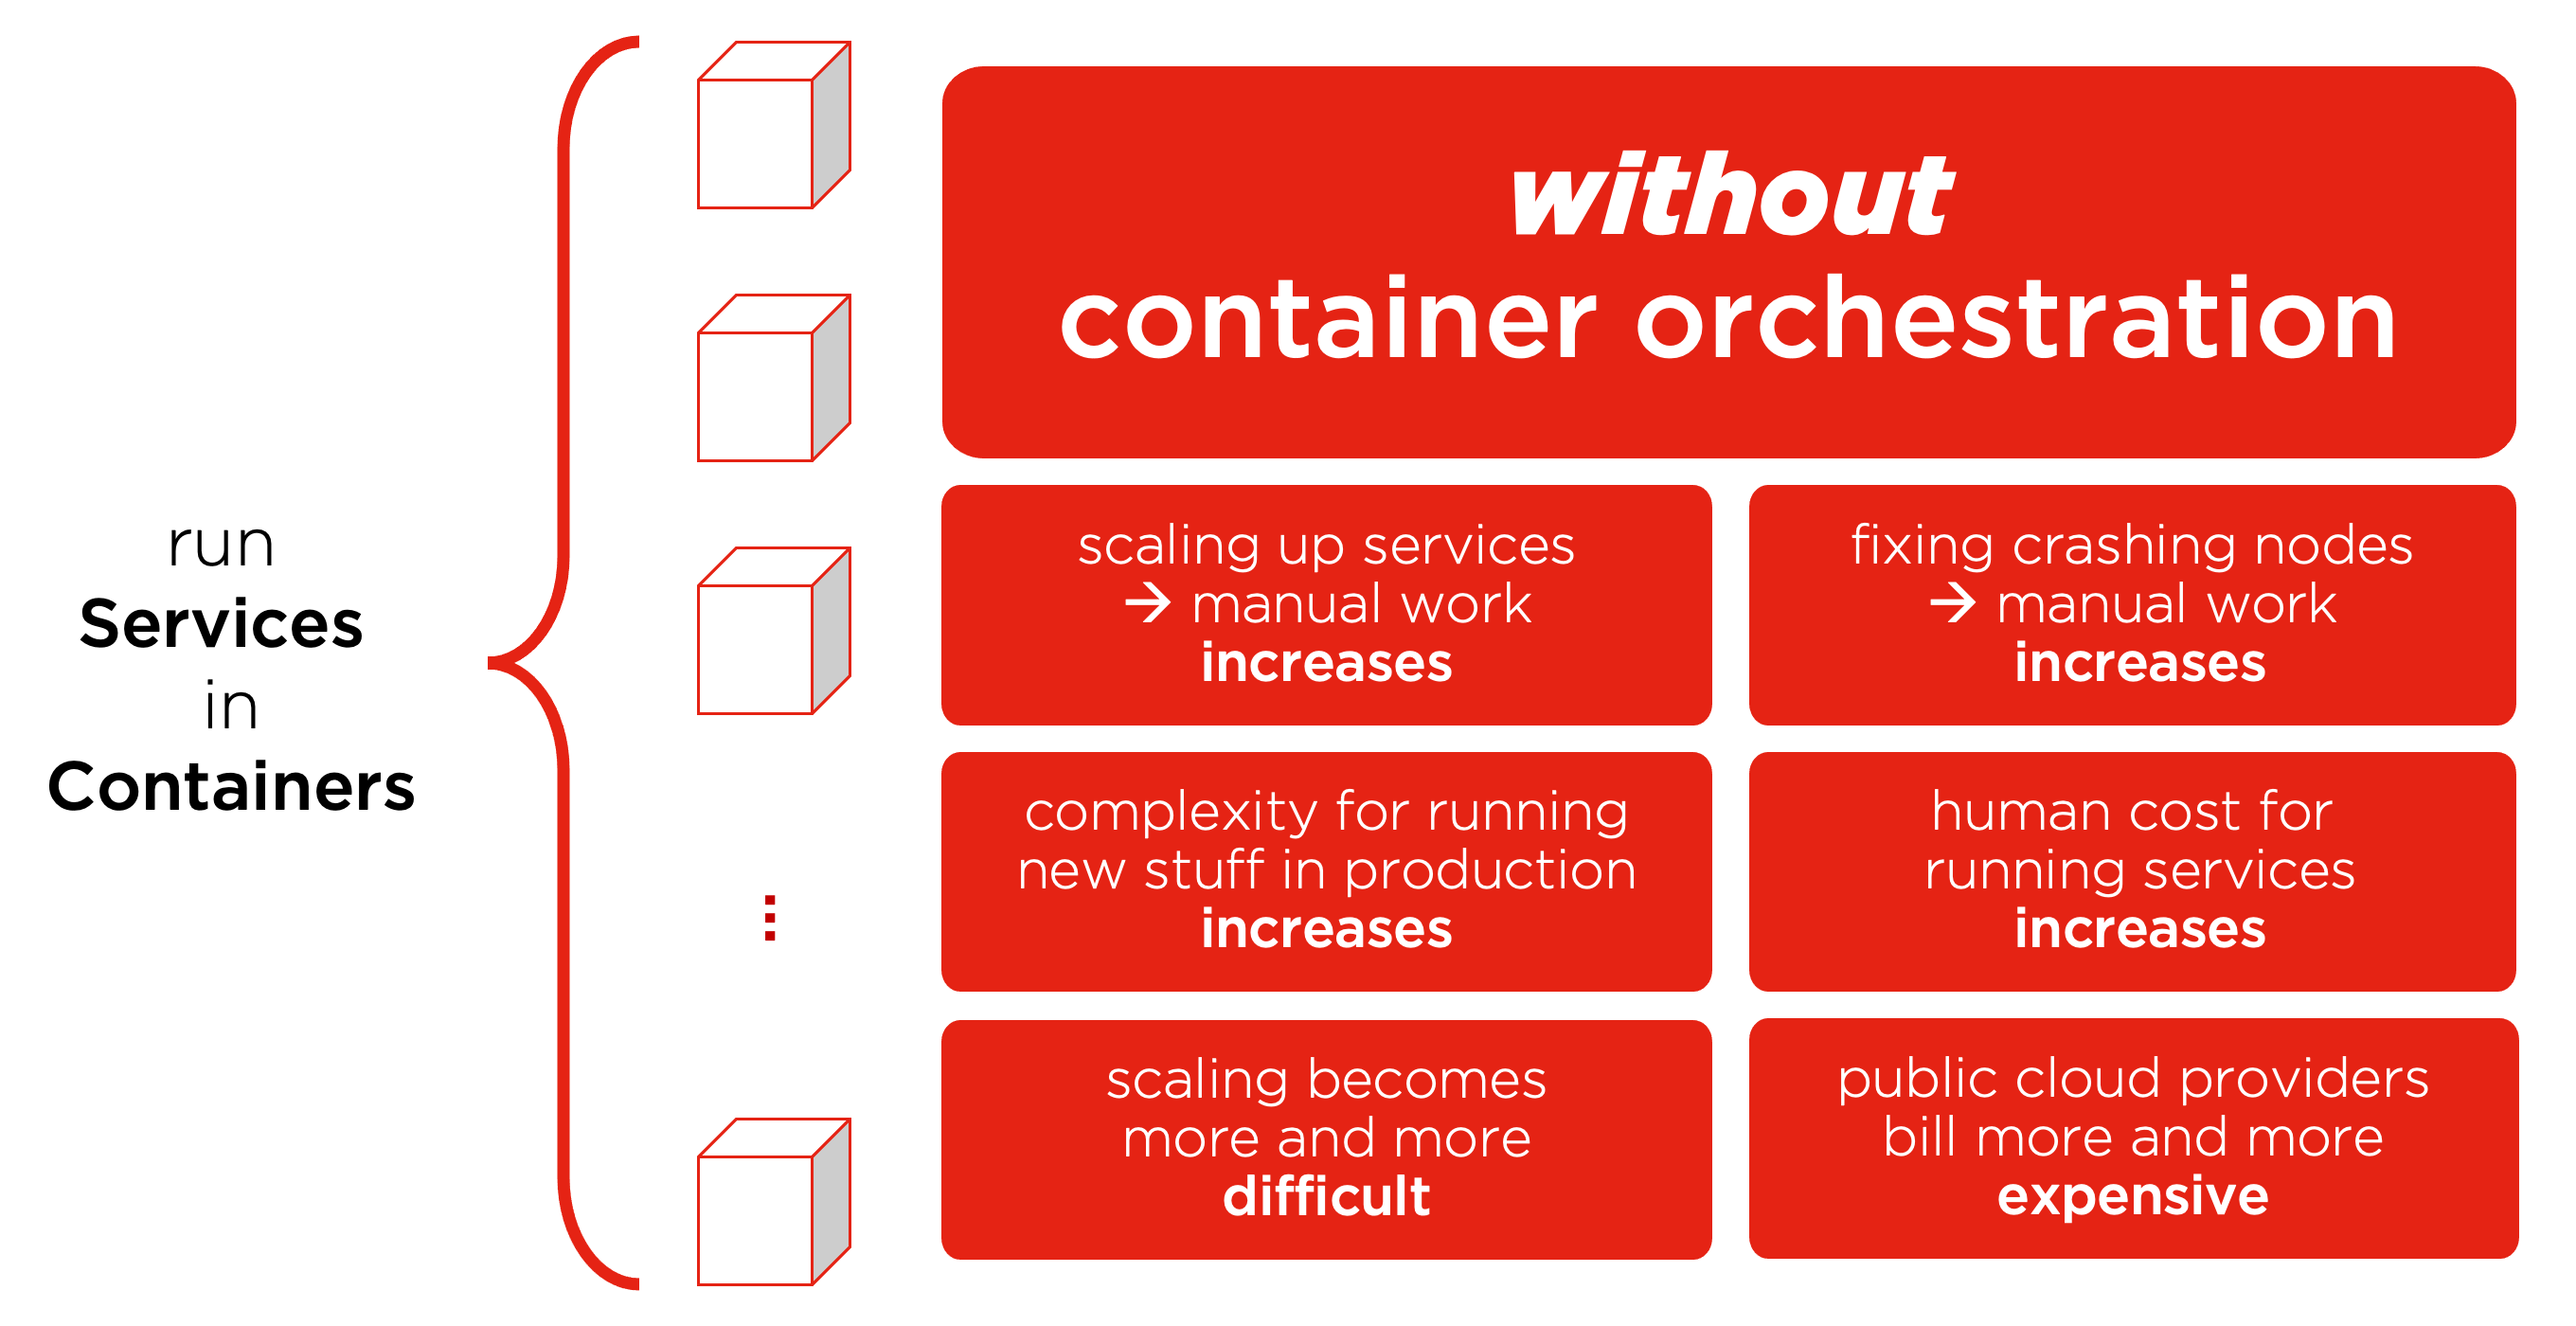 run
Services
in
Containers
without
container orchestration
scaling up services
→ manual work
increases
fixing crashing nodes
→ manual work
increases
complexity for running
new stuff in production
increases
human cost for
running services
increases
scaling becomes
more and more
difficult
public cloud providers
bill more and more
expensive